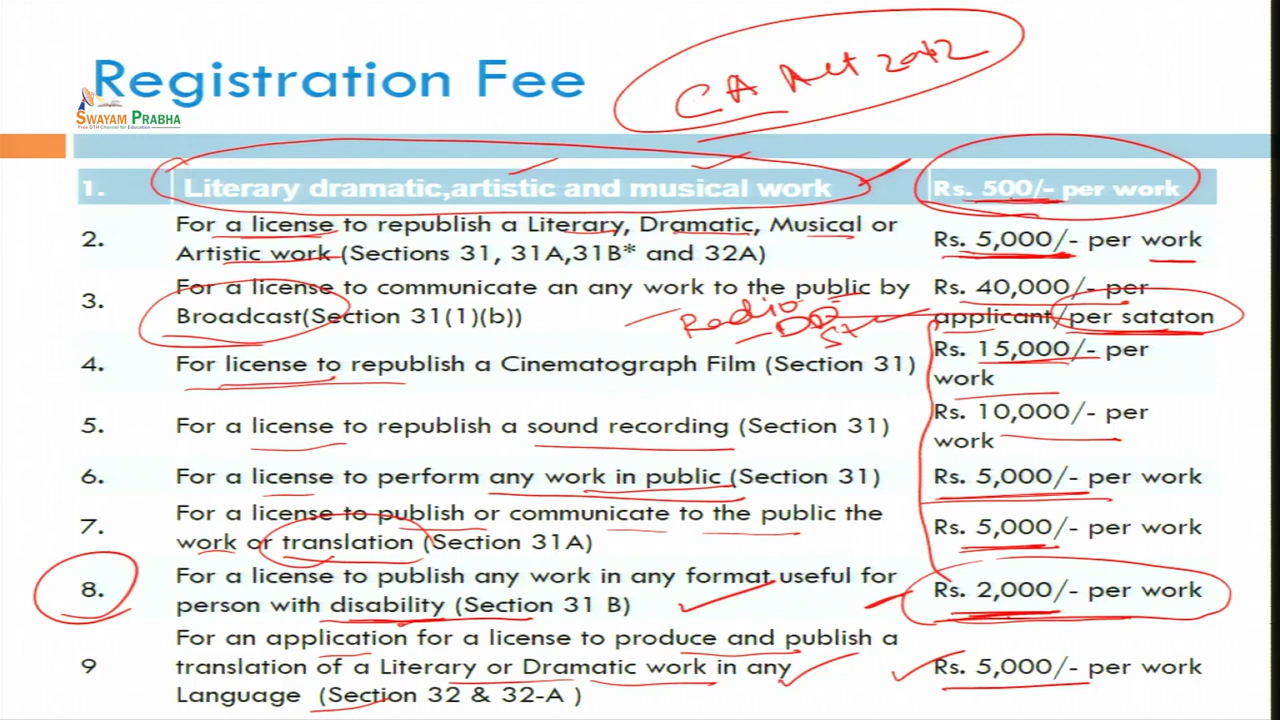 Registration Fee
CA Act 2012
SWAYAM PRABHA
Free DTH Channel for Education
1. Literary dramatic,artistic and musical work Rs. 500/- per work
2. For a license to republish a Literary, Dramatic, Musical or
Artistic work (Sections 31, 31A,31B* and 32A) Rs. 5,000/- per work
3. For a license to communicate an any work to the public by
Broadcast(Section 31(1)(b)) Rs. 40,000/- per
applicant/per sataton
Radio
DD
4. For license to republish a Cinematograph Film (Section 31) Rs. 15,000/- per
work
5. For a license to republish a sound recording (Section 31) Rs. 10,000/- per
work
6. For a license to perform any work in public (Section 31) Rs. 5,000/- per work
7. For a license to publish or communicate to the public the
work or translation (Section 31A) Rs. 5,000/- per work
8. For a license to publish any work in any format useful for
person with disability (Section 31 B) Rs. 2,000/- per work
9 For an application for a license to produce and publish a
translation of a Literary or Dramatic work in any
Language (Section 32 & 32-A ) Rs. 5,000/- per work